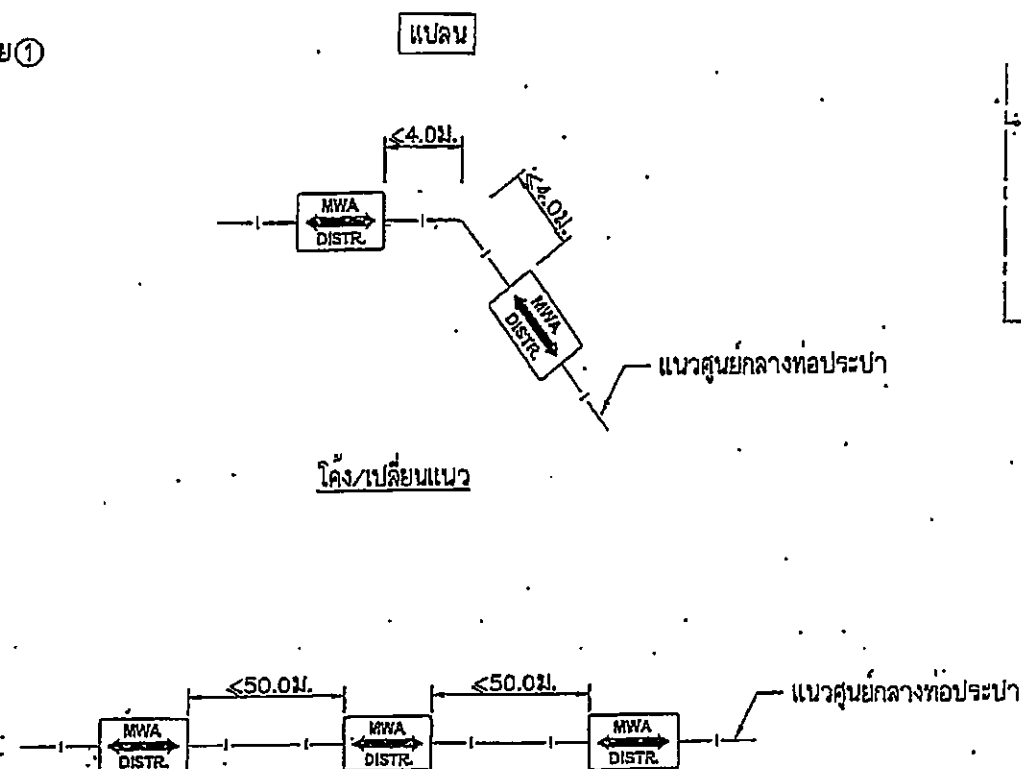 ย①
แปลน
≤4.0ม.
≤4.0ม.
MWA
DISTR.
MWA
DISTR.
แนวศูนย์กลางท่อประปา
โค้ง/เปลี่ยนแนว
≤50.0ม.
≤50.0ม.
แนวศูนย์กลางท่อประปา
MWA
DISTR.
MWA
DISTR.
MWA
DISTR.